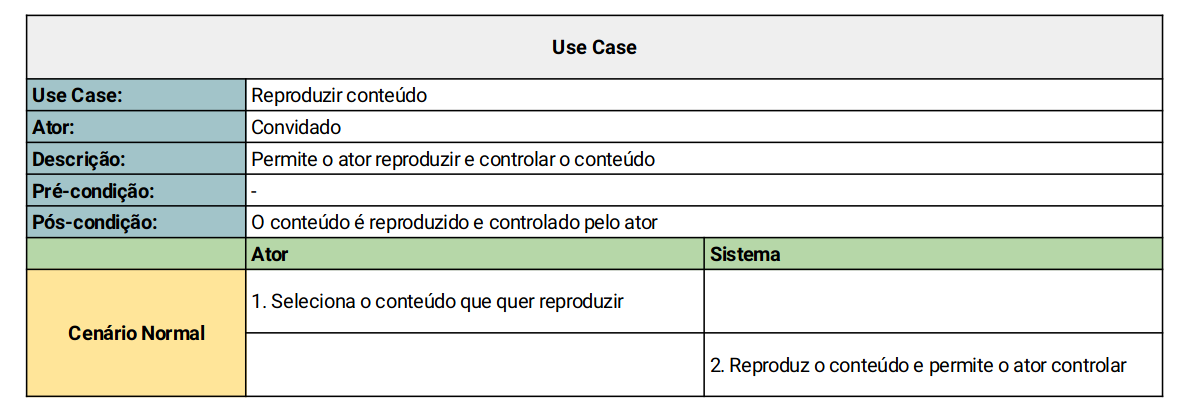 Use Case
Use Case: Reproduzir conteúdo
Ator: Convidado
Descrição: Permite o ator reproduzir e controlar o conteúdo
Pré-condição: -
Pós-condição: O conteúdo é reproduzido e controlado pelo ator
Ator Sistema
Cenário Normal
1. Seleciona o conteúdo que quer reproduzir
2. Reproduz o conteúdo e permite o ator controlar